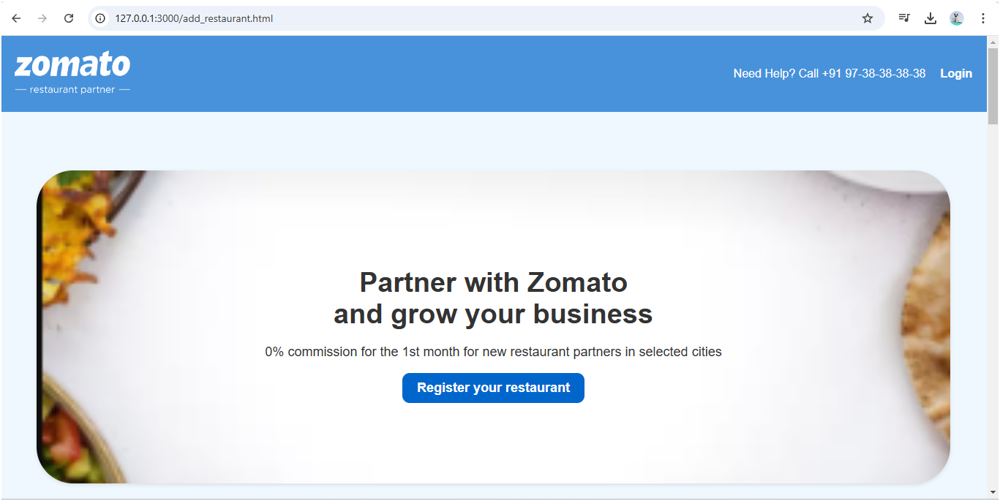 127.0.0.1:3000/add_restaurant.html
zomato
restaurant partner
Need Help? Call +91 97-38-38-38-38 Login
Partner with Zomato
and grow your business
0% commission for the 1st month for new restaurant partners in selected cities
Register your restaurant